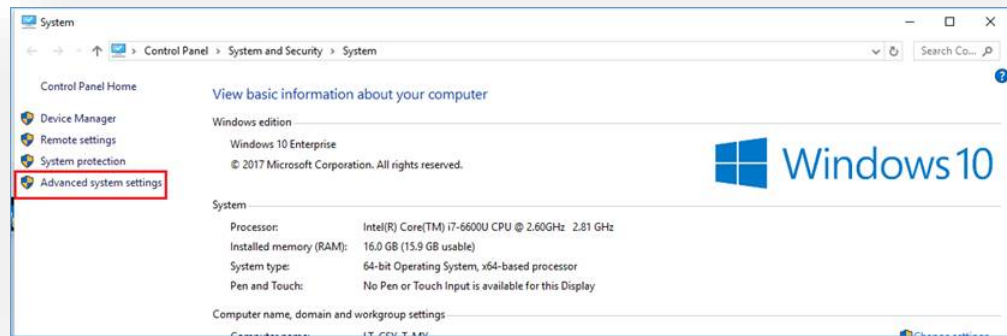 System
Control Panel > System and Security > System
Search Co...
Control Panel Home
View basic information about your computer
Device Manager
Windows edition
Remote settings
Windows 10 Enterprise
System protection
© 2017 Microsoft Corporation. All rights reserved.
Advanced system settings
Windows 10
System
Processor: Intel(R) Core(TM) i7-6600U CPU @ 2.60GHz 2.81 GHz
Installed memory (RAM): 16.0 GB (15.9 GB usable)
System type: 64-bit Operating System, x64-based processor
Pen and Touch: No Pen or Touch Input is available for this Display
Computer name, domain and workgroup settings